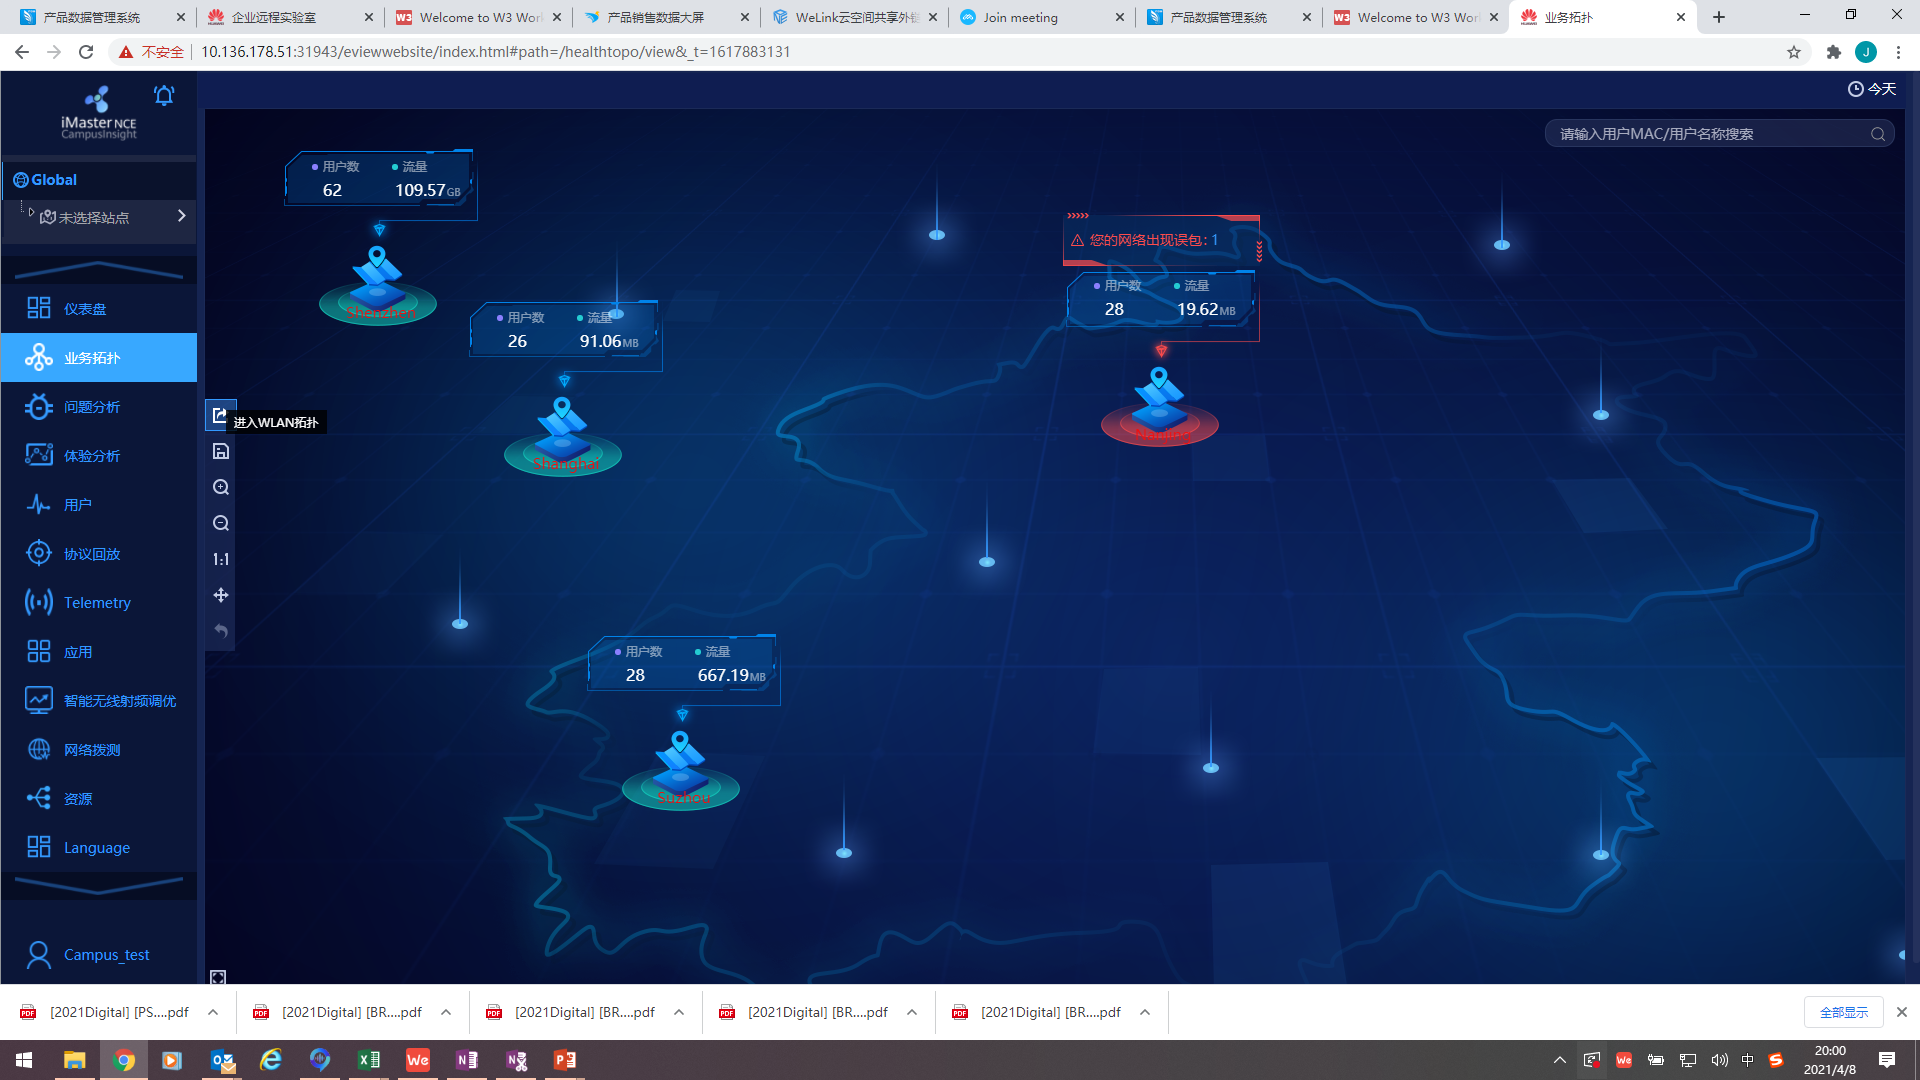 产品数据管理系统
企业远程实验室
Welcome to W3 Wor
产品销售数据大屏
WeLink云空间共享外
Join meeting
产品数据管理系统
Welcome to W3 Wor
业务拓扑
不安全
10.136.178.51:31943/eviewwebsite/index.html#path=/healthtopo/view&_t=1617883131
J
iMaster NCE
CampusInsight
今天
请输入用户MAC/用户名称搜索
Global
未选择站点
仪表盘
业务拓扑
问题分析
体验分析
用户
协议回放
Telemetry
应用
智能无线射频调优
网络拨测
资源
Language
Campus_test
进入WLAN拓扑
1:1
用户数 流量
62 109.57GB
Shenzhen
用户数 流量
26 91.06MB
Shanghai
您的网络出现误包: 1
用户数 流量
28 19.62MB
用户数 流量
28 667.19MB
Suzhou
[2021Digital] [PS....pdf
[2021Digital] [BR....pdf
[2021Digital] [BR....pdf
[2021Digital] [BR....pdf
[2021Digital] [BR....pdf
全部显示
中
20:00
2021/4/8